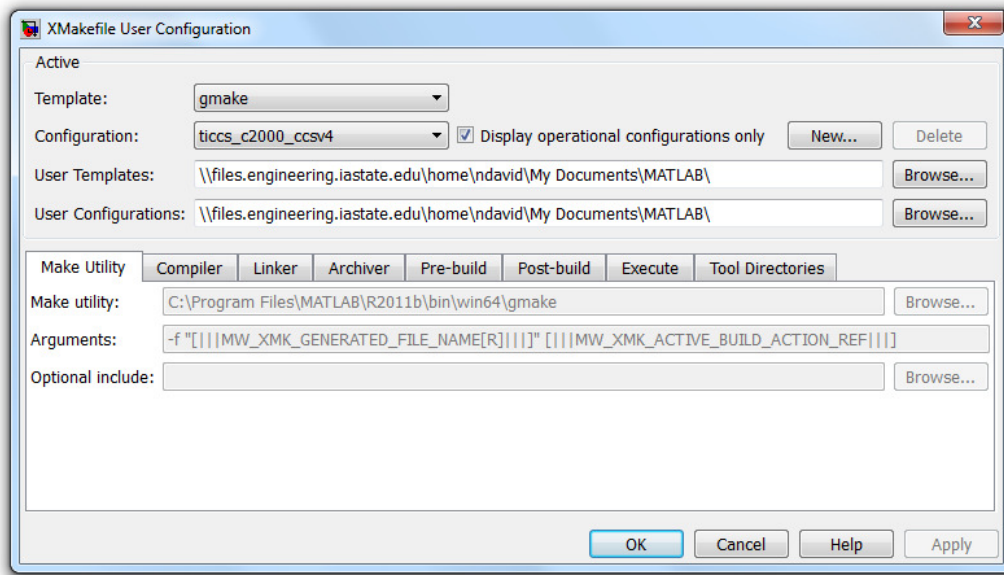 XMakefile User Configuration
Active
Template: gmake
Configuration: ticcs_c2000_ccsv4 Display operational configurations only New... Delete
User Templates: \\files.engineering.iastate.edu\home\ndavid\My Documents\MATLAB\ Browse...
User Configurations: \\files.engineering.iastate.edu\home\ndavid\My Documents\MATLAB\ Browse...
Make Utility Compiler Linker Archiver Pre-build Post-build Execute Tool Directories
Make utility: C:\Program Files\MATLAB\R2011b\bin\win64\gmake Browse...
Arguments: -f "[|||MW_XMK_GENERATED_FILE_NAME[R]|||]" [|||MW_XMK_ACTIVE_BUILD_ACTION_REF|||]
Optional include: Browse...
OK Cancel Help Apply